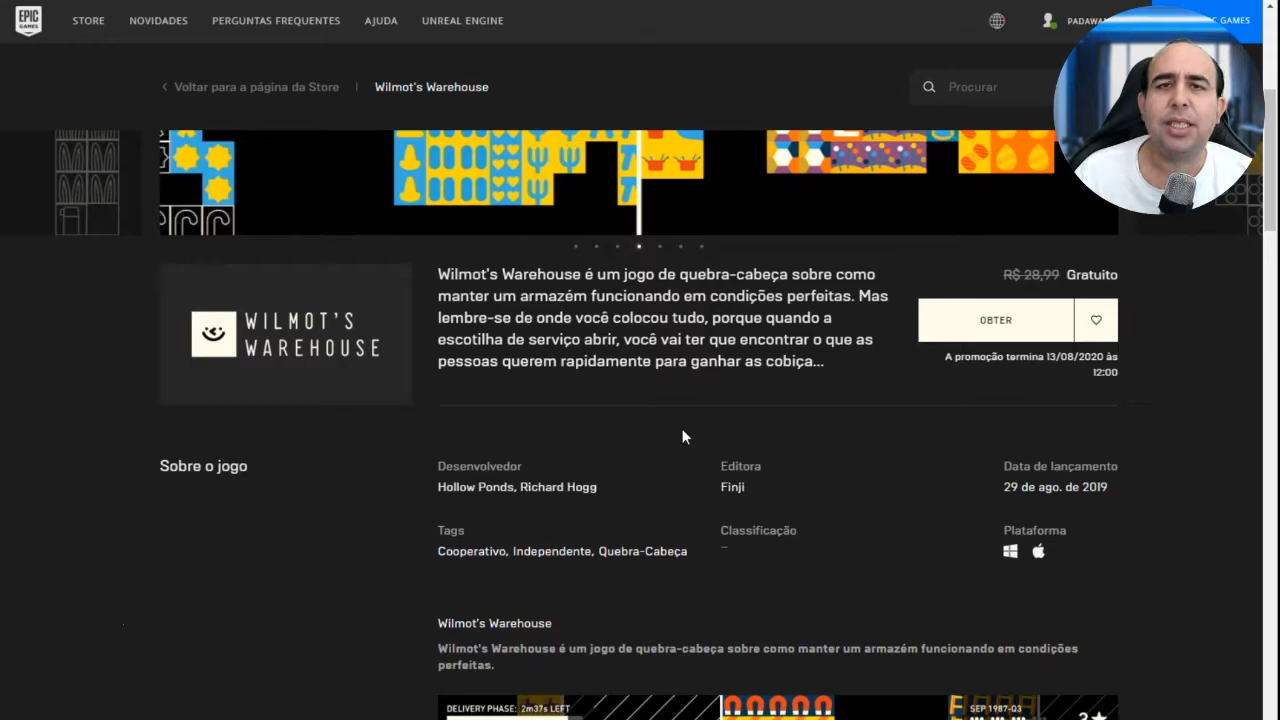 EPIC
GAMES
STORE
NOVIDADES
PERGUNTAS FREQUENTES
AJUDA
UNREAL ENGINE
GAMES
Voltar para a página da Store
Wilmot's Warehouse
Procurar
Wilmot's Warehouse é um jogo de quebra-cabeça sobre como
manter um armazém funcionando em condições perfeitas. Mas
lembre-se de onde você colocou tudo, porque quando a
escotilha de serviço abrir, você vai ter que encontrar o que as
pessoas querem rapidamente para ganhar as cobiça...
R$ 28,99 Gratuito
OBTER
A promoção termina 13/08/2020 às
12:00
WILMOT'S
WAREHOUSE
Sobre o jogo
Desenvolvedor
Hollow Ponds, Richard Hogg
Editora
Finji
Data de lançamento
29 de ago. de 2019
Tags
Cooperativo, Independente, Quebra-Cabeça
Classificação
–
Plataforma
Wilmot's Warehouse
Wilmot's Warehouse é um jogo de quebra-cabeça sobre como manter um armazém funcionando em condições
perfeitas.
DELIVERY PHASE: 2m37s LEFT
SEP 1987-Q3